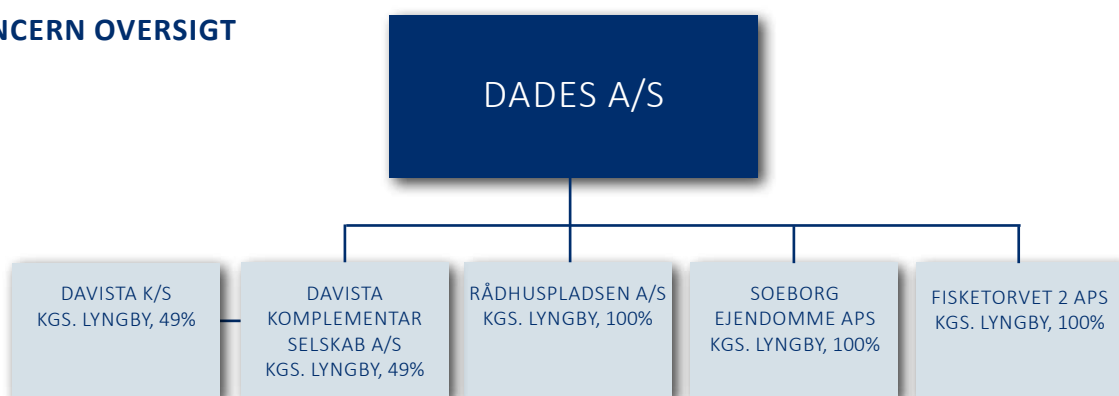 NCERN OVERSIGT
DADES A/S
DAVISTA K/S
KGS. LYNGBY, 49%
DAVISTA
KOMPLEMENTAR
SELSKAB A/S
KGS. LYNGBY, 49%
RÅDHUSPLADSEN A/S
KGS. LYNGBY, 100%
SOEBORG
EJENDOMME APS
KGS. LYNGBY, 100%
FISKETORVET 2 APS
KGS. LYNGBY, 100%